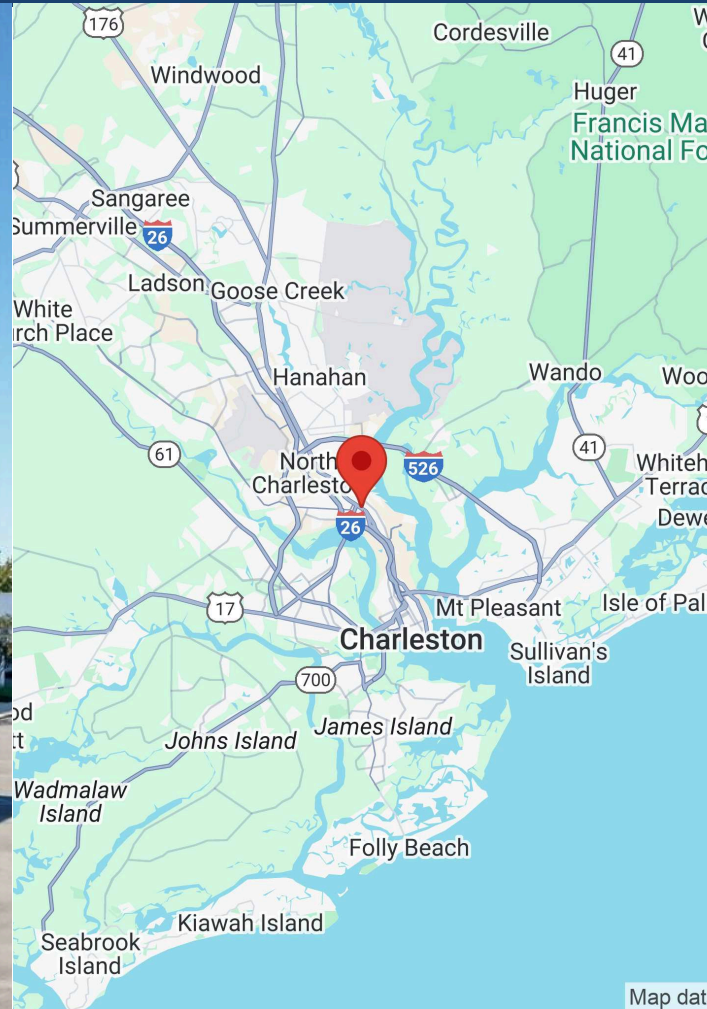 176
Cordesville
41
Windwood
Huger
Francis Ma
National Fo
Sangaree
Summerville
26
Ladson
Goose Creek
White
rch Place
Hanahan
Wando
Woo
61
41
North
Charlesto
526
Whiteh
Terrac
Dewe
26
17
Mt Pleasant
Isle of Pal
Charleston
Sullivan's
Island
700
James Island
Johns Island
Wadmalaw
Island
Folly Beach
Kiawah Island
Seabrook
Island
Map dat